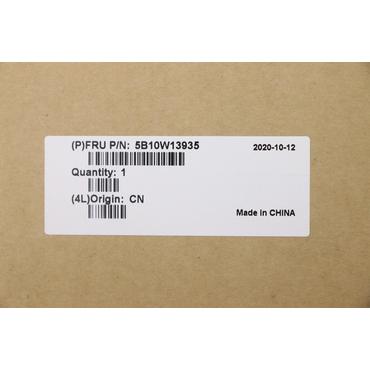 (P)FRU P/N: 5B10W13935 2020-10-12
Quantity: 1
(4L)Origin: CN
Made in CHINA